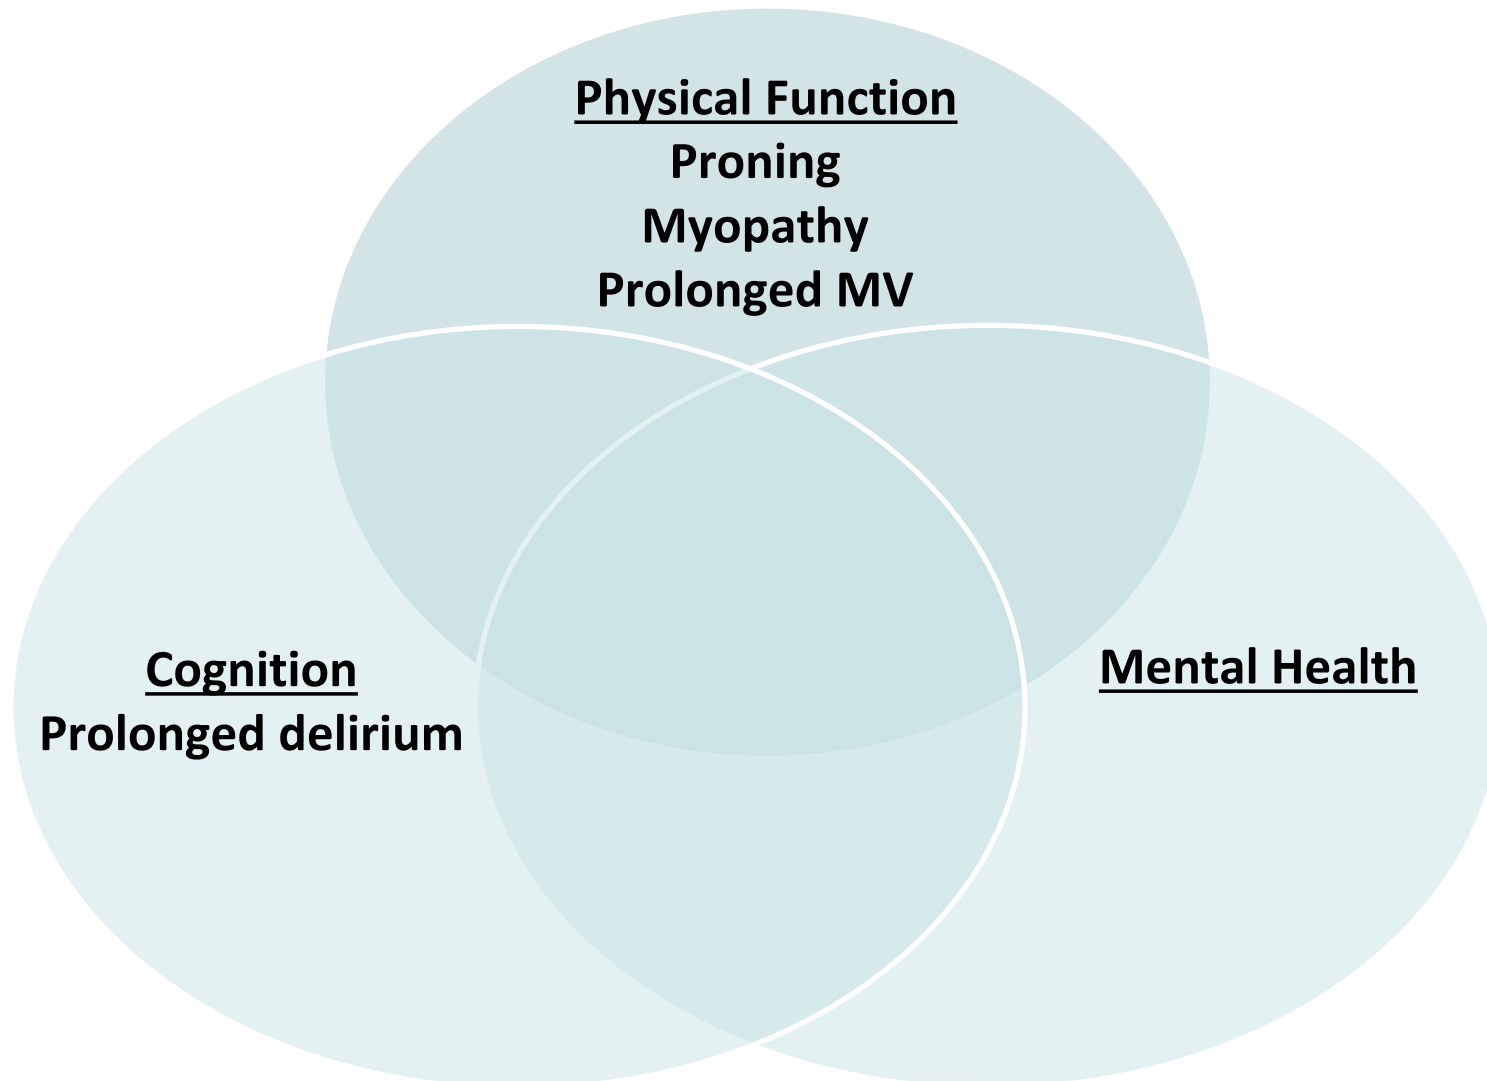 Physical Function
Proning
Myopathy
Prolonged MV
Cognition
Prolonged delirium
Mental Health